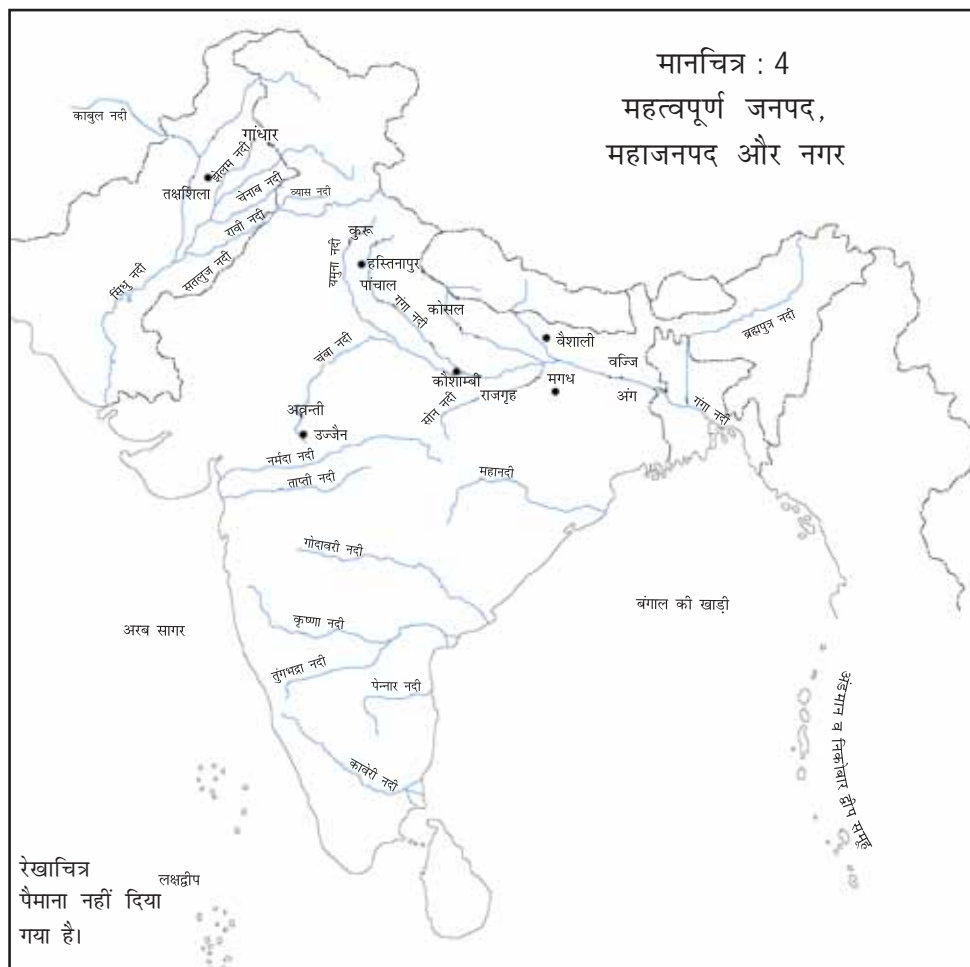 मानचित्र : 4
महत्वपूर्ण जनपद,
महाजनपद और नगर
काबुल नदी
गांधार
झेलम नदी
तक्षशिला
चेनाब नदी
व्यास नदी
रावी नदी
सतलुज नदी
सिंधु नदी
कुरू
यमुना नदी
हस्तिनापुर
पांचाल
गंगा नदी
कोसल
ब्रह्मपुत्र नदी
चंबा नदी
वैशाली
वज्जि
कौशाम्बी
मगध
राजगृह
अंग
गंगा नदी
सोन नदी
अवन्ती
उज्जैन
नर्मदा नदी
ताप्ती नदी
महानदी
गोदावरी नदी
बंगाल की खाड़ी
अरब सागर
कृष्णा नदी
तुंगभद्रा नदी
पेन्नार नदी
कावेरी नदी
अंडमान व निकोबार द्वीप समूह
लक्षद्वीप
रेखाचित्र
पैमाना नहीं दिया
गया है।